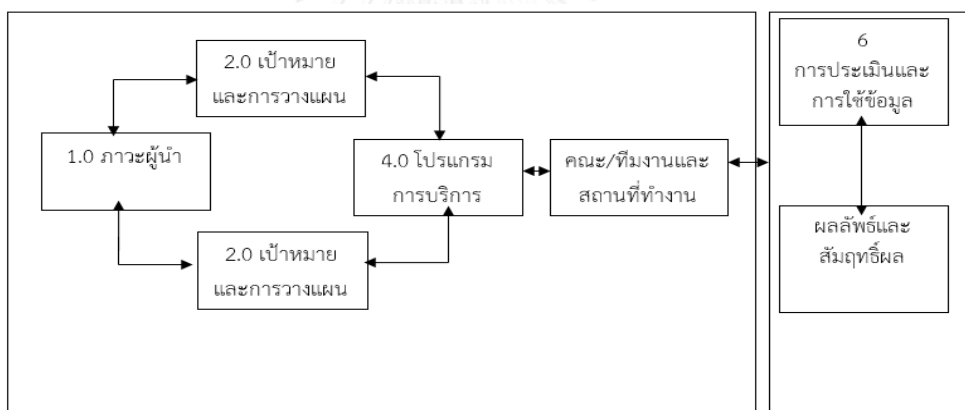 2.0 เป้าหมาย
และการวางแผน
1.0 ภาวะผู้นำ
4.0 โปรแกรม
การบริการ
คณะ/ทีมงานและ
สถานที่ทำงาน
2.0 เป้าหมาย
และการวางแผน
6
การประเมินและ
การใช้ข้อมูล
ผลลัพธ์และ
สัมฤทธิ์ผล